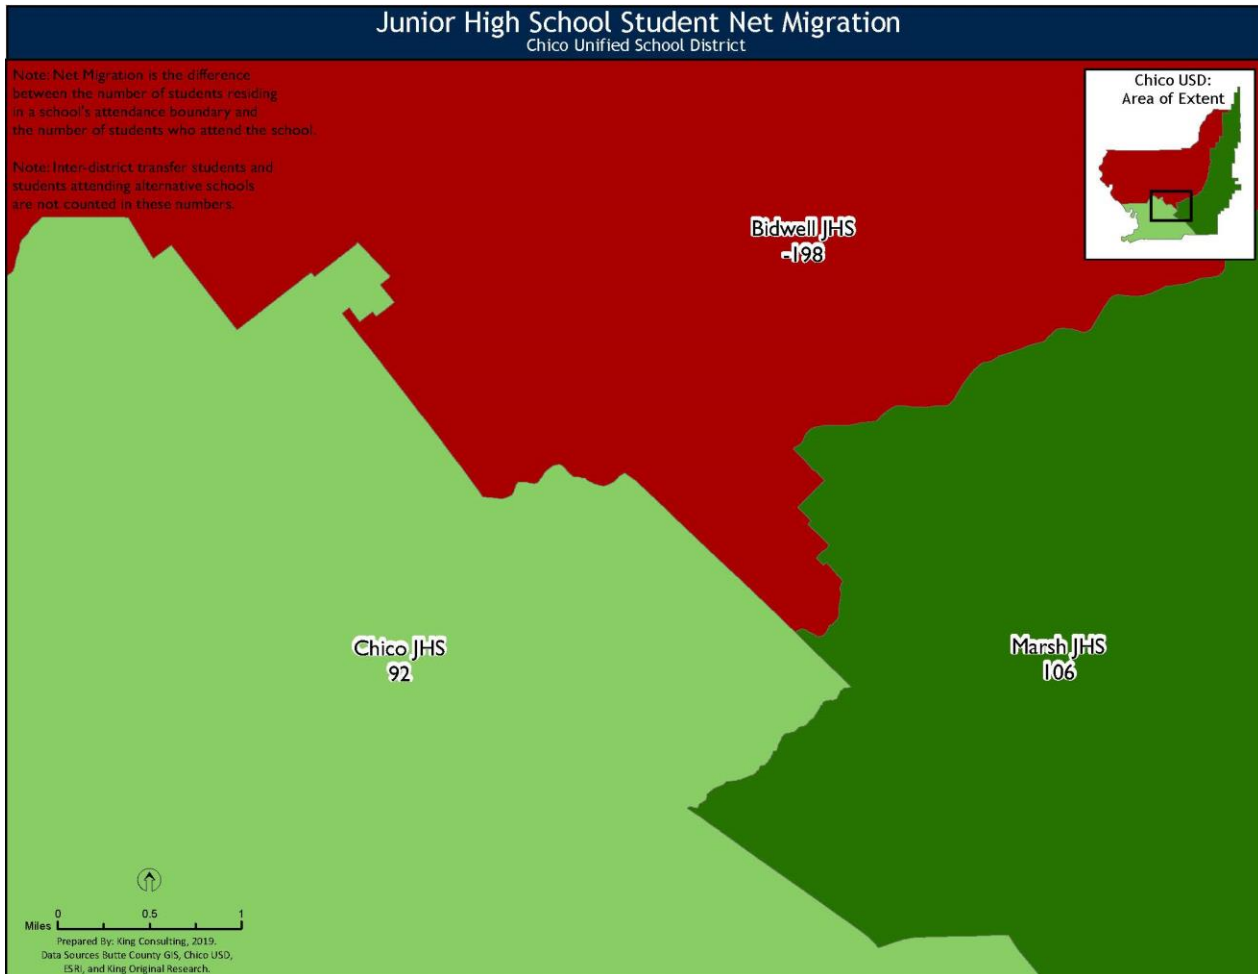 Junior High School Student Net Migration
Chico Unified School District
Note: Net Migration is the difference
between the number of students residing
in a school's attendance boundary and
the number of students who attend the school.
Note: Inter-district transfer students and
students attending alternative schools
are not counted in these numbers.
Chico USD:
Area of Extent
Bidwell JHS
-198
Chico JHS
92
Marsh JHS
106
0 0.5 1
Miles
Prepared By: King Consulting, 2019.
Data Sources Butte County GIS, Chico USD,
ESRI, and King Original Research.